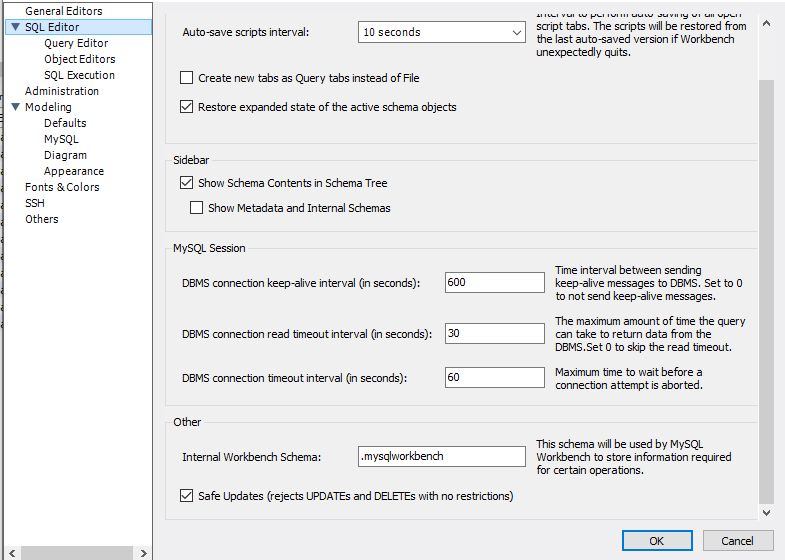 General Editors
SQL Editor
Query Editor
Object Editors
SQL Execution
Administration
Modeling
Defaults
MySQL
Diagram
Appearance
Fonts & Colors
SSH
Others
Auto-save scripts interval:
10 seconds
Interval to perform auto-saving of all open
script tabs. The scripts will be restored from
the last auto-saved version if Workbench
unexpectedly quits.
Create new tabs as Query tabs instead of File
Restore expanded state of the active schema objects
Sidebar
Show Schema Contents in Schema Tree
Show Metadata and Internal Schemas
MySQL Session
DBMS connection keep-alive interval (in seconds):
600
Time interval between sending
keep-alive messages to DBMS. Set to 0
to not send keep-alive messages.
DBMS connection read timeout interval (in seconds):
30
The maximum amount of time the query
can take to return data from the
DBMS.Set 0 to skip the read timeout.
DBMS connection timeout interval (in seconds):
60
Maximum time to wait before a
connection attempt is aborted.
Other
Internal Workbench Schema:
.mysqlworkbench
This schema will be used by MySQL
Workbench to store information required
for certain operations.
Safe Updates (rejects UPDATEs and DELETEs with no restrictions)
OK
Cancel